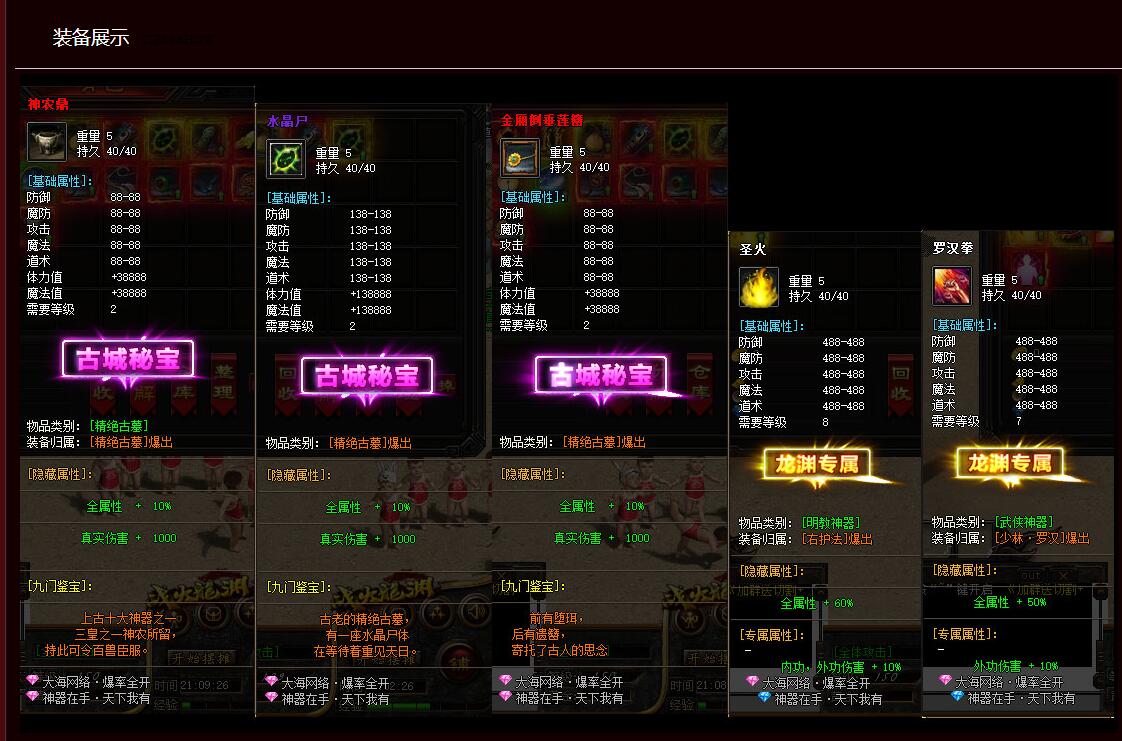 装备展示
神农鼎
重量 5
持久 40/40
[基础属性]:
防御 88-88
魔防 88-88
攻击 88-88
魔法 88-88
道术 88-88
体力值 +38888
魔法值 +38888
需要等级 2
古城秘宝
物品类别: [精绝古墓]
装备归属: [精绝古墓]爆出
[隐藏属性]:
全属性 + 10%
真实伤害 + 1000
[九门鉴宝]:
上古十大神器之一
三皇之一神农所留,
持此可令百兽臣服。
大海网络·爆率全开
神器在手·天下我有
水晶尸
重量 5
持久 40/40
[基础属性]:
防御 138-138
魔防 138-138
攻击 138-138
魔法 138-138
道术 138-138
体力值 +138888
魔法值 +138888
需要等级 2
古城秘宝
物品类别: [精绝古墓]爆出
[隐藏属性]:
全属性 + 10%
真实伤害 + 1000
[九门鉴宝]:
古老的精绝古墓,
有一座水晶尸体
在等待着重见天日。
大海网络·爆率全开
神器在手·天下我有
金厢倒垂莲簪
重量 5
持久 40/40
[基础属性]:
防御 88-88
魔防 88-88
攻击 88-88
魔法 88-88
道术 88-88
体力值 +38888
魔法值 +38888
需要等级 2
古城秘宝
物品类别: [精绝古墓]爆出
[隐藏属性]:
全属性 + 10%
真实伤害 + 1000
[九门鉴宝]:
前有堕珥,
后有遗簪,
寄托了古人的思念
大海网络·爆率全开
神器在手·天下我有
圣火
重量 5
持久 40/40
[基础属性]:
防御 488-488
魔防 488-488
攻击 488-488
魔法 488-488
道术 488-488
需要等级 8
龙渊专属
物品类别: [明教神器]
装备归属: [右护法]爆出
[隐藏属性]:
全属性 + 60%
[专属属性]:
-
内功,外功伤害 + 10%
大海网络·爆率全开
神器在手·天下我有
罗汉拳
重量 5
持久 40/40
[基础属性]:
防御 488-488
魔防 488-488
攻击 488-488
魔法 488-488
道术 488-488
需要等级 7
龙渊专属
物品类别: [武侠神器]
装备归属: [少林·罗汉]爆出
[隐藏属性]:
全属性 + 50%
[专属属性]:
-
外功伤害 + 10%
大海网络·爆率全开
神器在手·天下我有